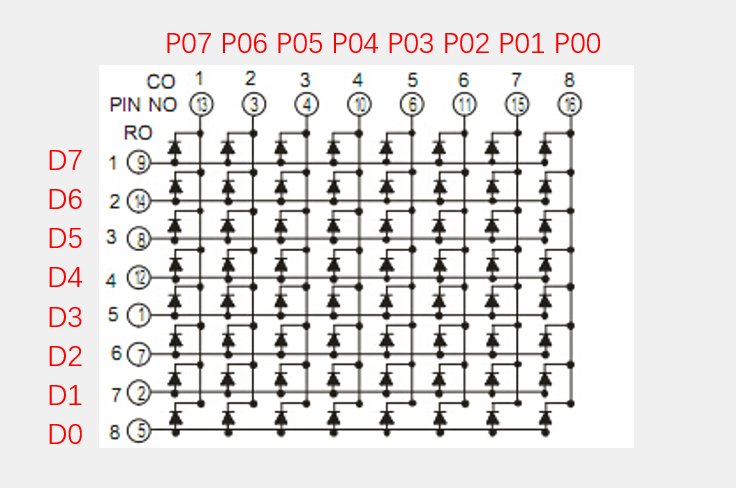 P07 P06 P05 P04 P03 P02 P01 P00
CO 1 2 3 4 5 6 7 8
PIN NO 13 3 4 10 6 11 15 16
RO
D7 1 9
D6 2 14
D5 3 8
D4 4 12
D3 5 1
D2 6 7
D1 7 2
D0 8 5